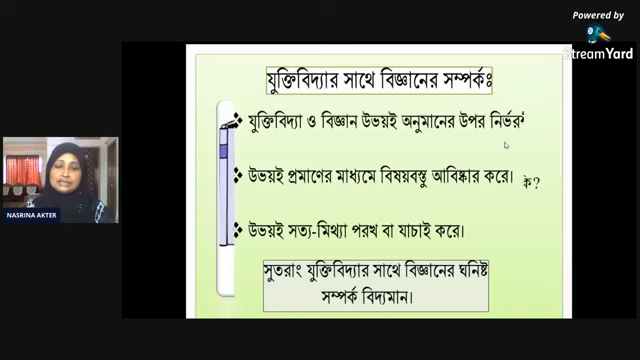 Powered by
StreamYard
যুক্তিবিদ্যার সাথে বিজ্ঞানের সম্পর্কঃ
❖ যুক্তিবিদ্যা ও বিজ্ঞান উভয়ই অনুমানের উপর নির্ভর
❖ উভয়ই প্রমাণের মাধ্যমে বিষয়বস্তু আবিষ্কার করে।
ক?
❖ উভয়ই সত্য-মিথ্যা পরখ বা যাচাই করে।
সুতরাং যুক্তিবিদ্যার সাথে বিজ্ঞানের ঘনিষ্ট
সম্পর্ক বিদ্যমান।
NASRINA AKTER